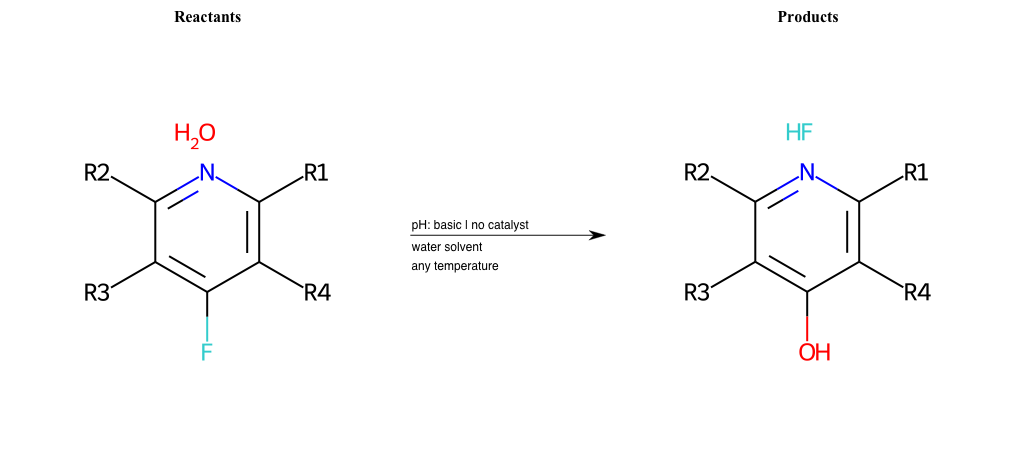 Reactants
Products
H2O
HF
R2
N
R1
R2
N
R1
pH: basic | no catalyst
water solvent
any temperature
R3
R4
R3
R4
F
OH